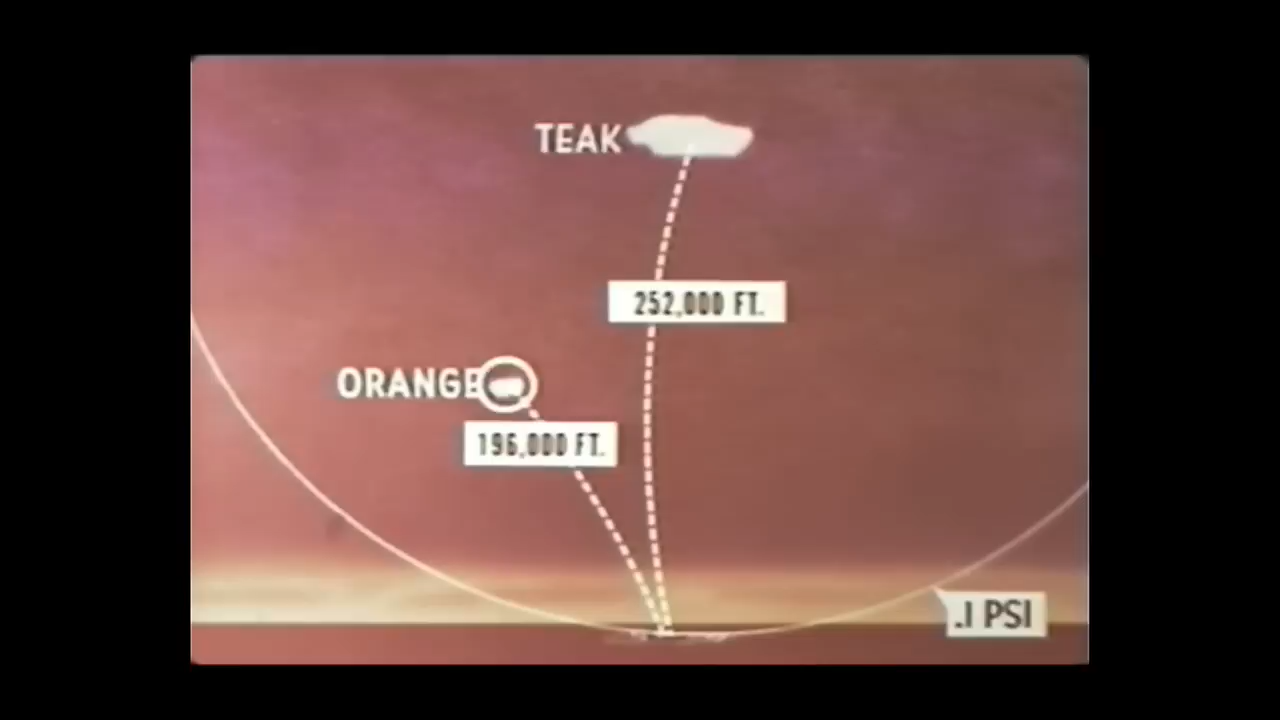 TEAK
252,000 FT.
ORANGE
196,000 FT.
.1 PSI